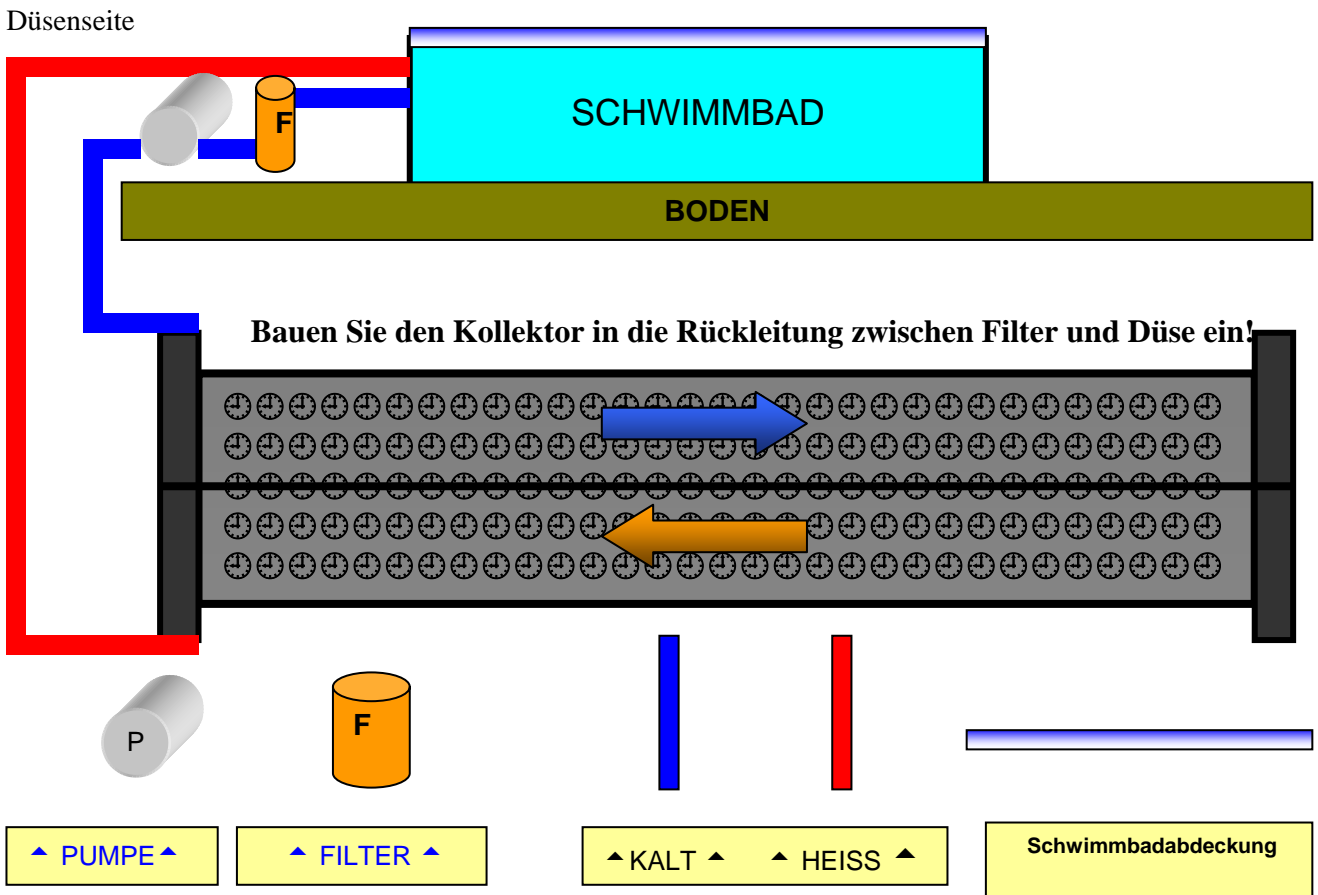 Düsenseite
SCHWIMMBAD
F
BODEN
Bauen Sie den Kollektor in die Rückleitung zwischen Filter und Düse ein!
P
F
PUMPE
FILTER
KALT HEISS
Schwimmbadabdeckung